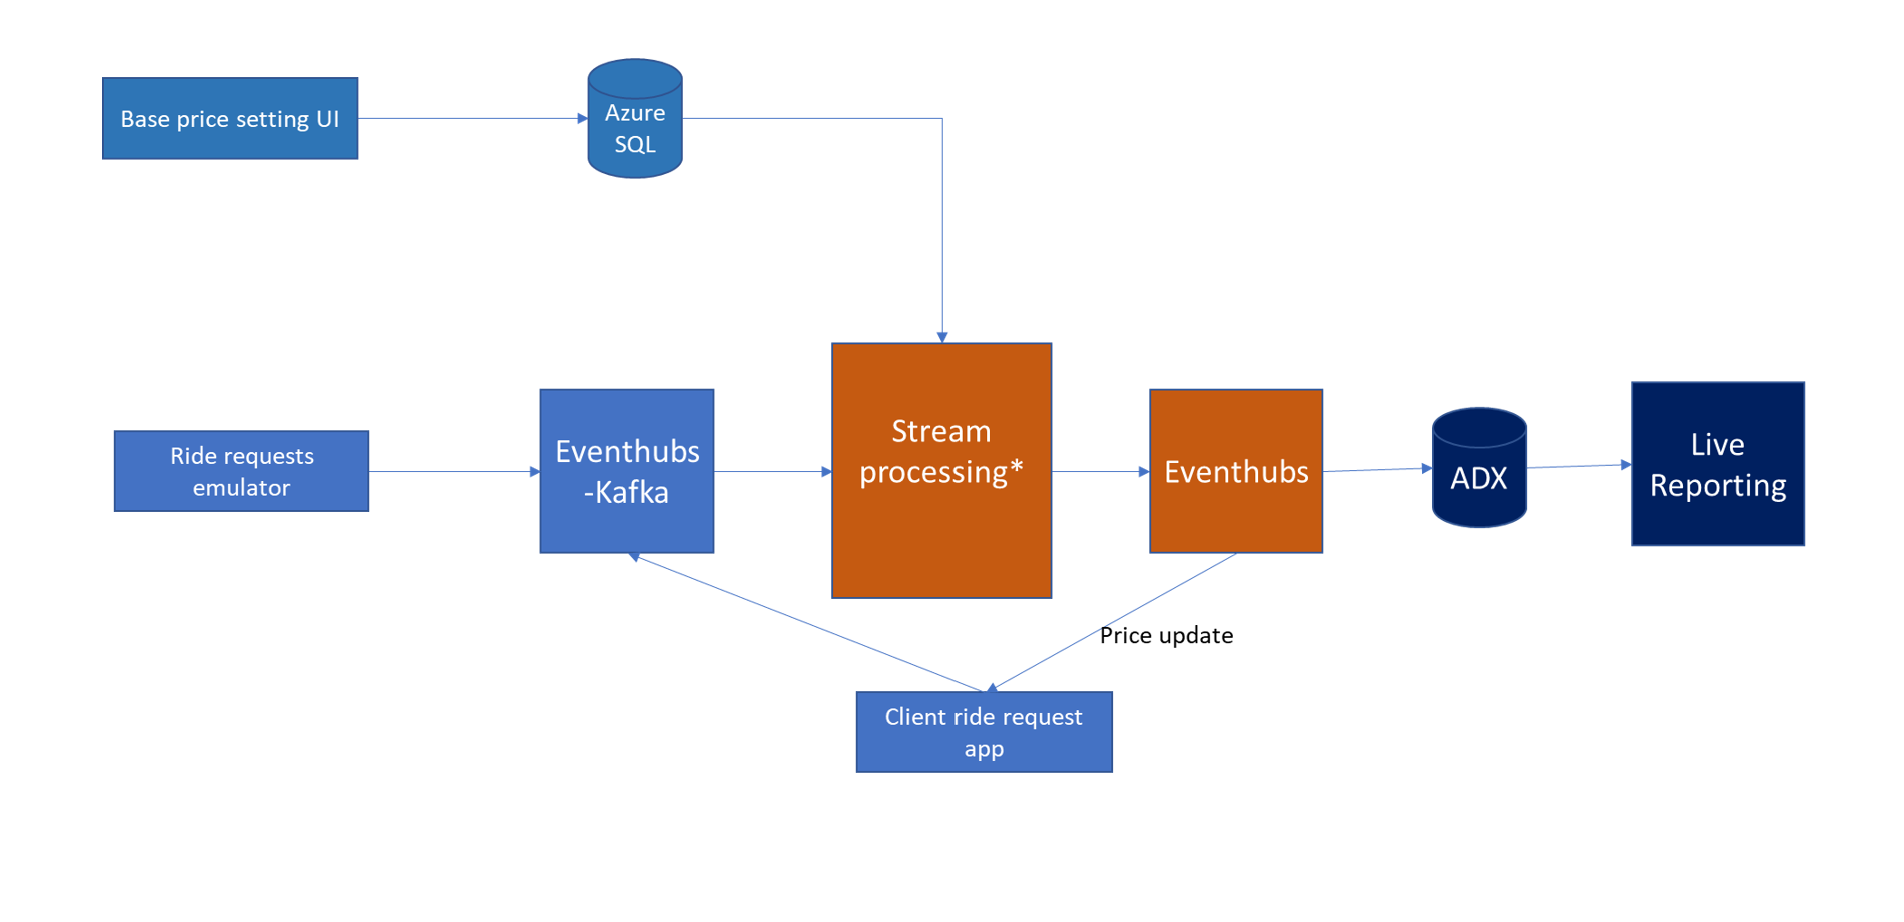 Base price setting UI
Azure
SQL
Ride requests
emulator
Eventhubs
-Kafka
Stream
processing*
Eventhubs
ADX
Live
Reporting
Price update
Client ride request
app